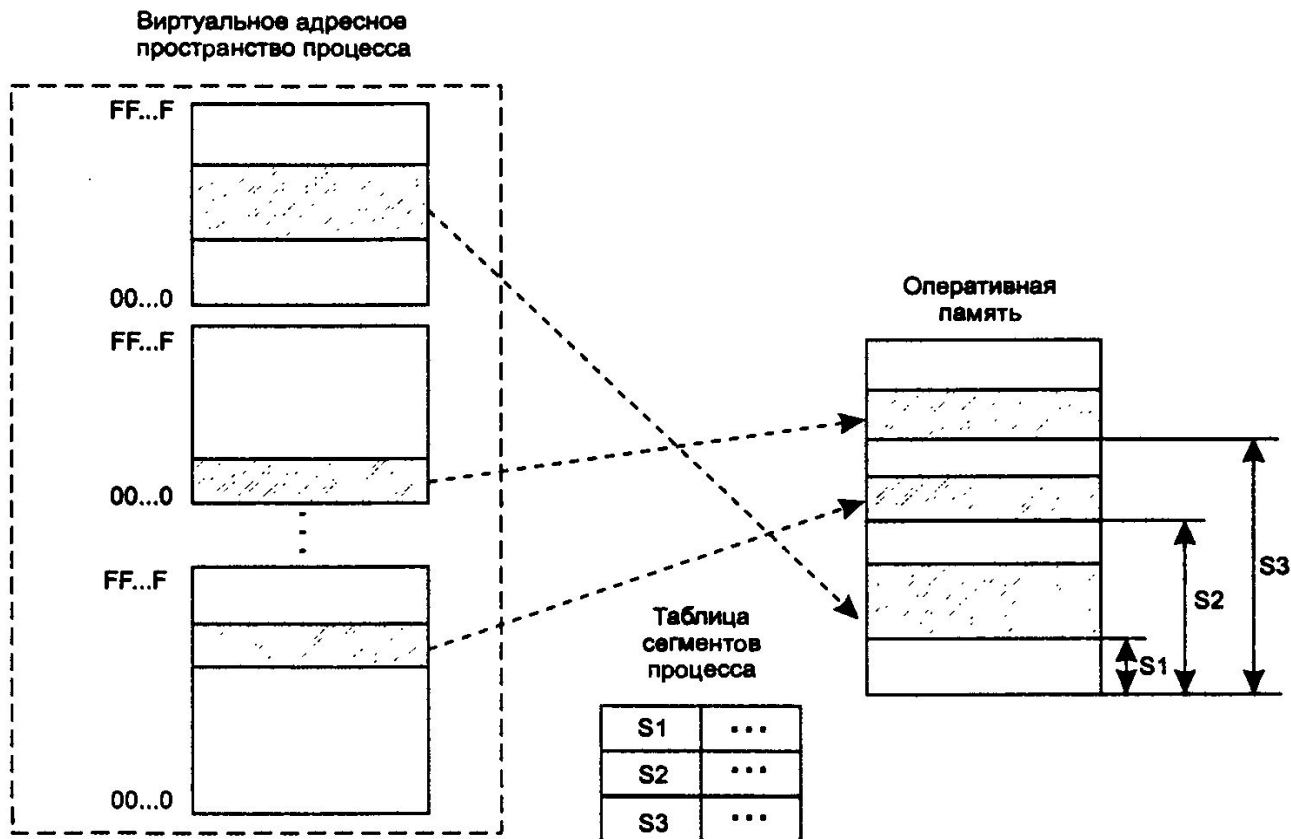 Виртуальное адресное
пространство процесса
FF...F
00...0
FF...F
00...0
FF...F
00...0
Оперативная
память
S3
S2
S1
Таблица
сегментов
процесса
S1 ...
S2 ...
S3 ...